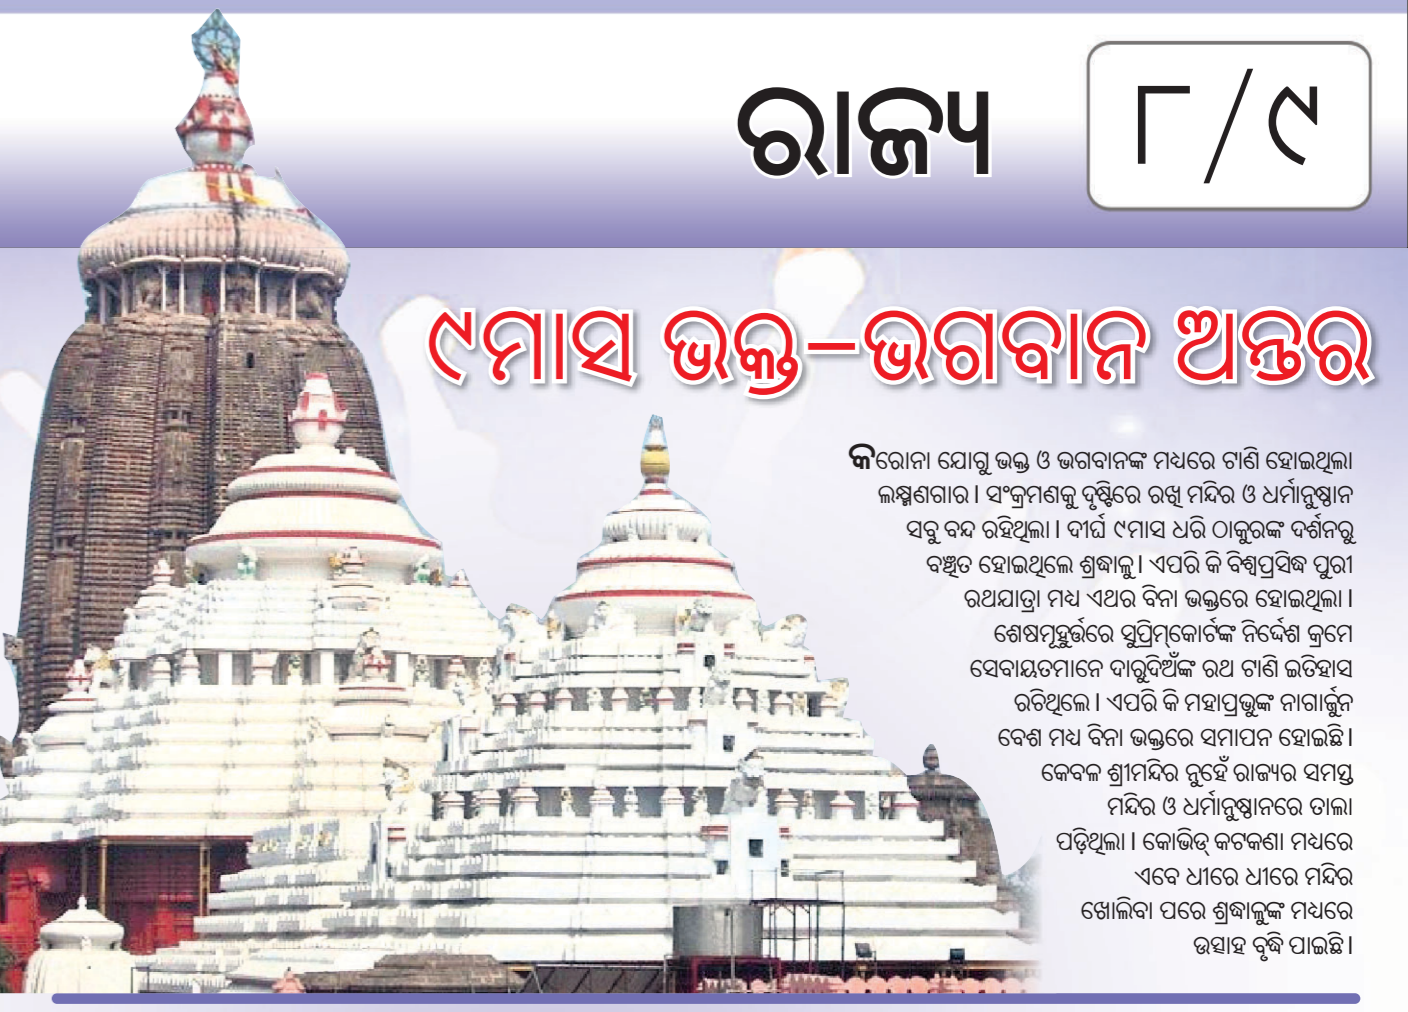 ରାଜ୍ୟ
୮/୯
୯ମାସ ଭକ୍ତ–ଭଗବାନ ଅନ୍ତର
କରୋନା ଯୋଗୁ ଭକ୍ତ ଓ ଭଗବାନଙ୍କ ମଧ୍ୟରେ ଟାଣି ହୋଇଥିଲା
ଲକ୍ଷ୍ମଣଗାର । ସଂକ୍ରମଣକୁ ଦୃଷ୍ଟିରେ ରଖି ମନ୍ଦିର ଓ ଧର୍ମାନୁଷ୍ଠାନ
ସବୁ ବନ୍ଦ ରହିଥିଲା । ଦୀର୍ଘ ୯ମାସ ଧରି ଠାକୁରଙ୍କ ଦର୍ଶନରୁ
ବଞ୍ଚିତ ହୋଇଥିଲେ ଶ୍ରଦ୍ଧାଳୁ । ଏପରି କି ବିଶ୍ୱପ୍ରସିଦ୍ଧ ପୁରୀ
ରଥଯାତ୍ରା ମଧ୍ୟ ଏଥର ବିନା ଭକ୍ତରେ ହୋଇଥିଲା ।
ଶେଷମୂହୁର୍ତ୍ତରେ ସୁପ୍ରିମ୍‌କୋର୍ଟଙ୍କ ନିର୍ଦ୍ଦେଶ କ୍ରମେ
ସେବାୟତମାନେ ଦାରୁଦିଅଁଙ୍କ ରଥ ଟାଣି ଇତିହାସ
ରଚିଥିଲେ । ଏପରି କି ମହାପ୍ରଭୁଙ୍କ ନାଗାର୍ଜ୍ଜୁନ
ବେଶ ମଧ୍ୟ ବିନା ଭକ୍ତରେ ସମାପନ ହୋଇଛି ।
କେବଳ ଶ୍ରୀମନ୍ଦିର ନୁହେଁ ରାଜ୍ୟର ସମସ୍ତ
ମନ୍ଦିର ଓ ଧର୍ମାନୁଷ୍ଠାନରେ ତାଲା
ପଡ଼ିଥିଲା । କୋଭିଡ୍‌ କଟକଣା ମଧ୍ୟରେ
ଏବେ ଧୀରେ ଧୀରେ ମନ୍ଦିର
ଖୋଲିବା ପରେ ଶ୍ରଦ୍ଧାଳୁଙ୍କ ମଧ୍ୟରେ
ଉତ୍ସାହ ବୃଦ୍ଧି ପାଇଛି ।